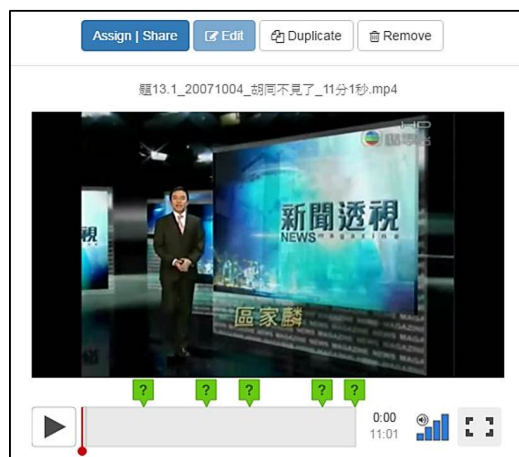 Assign | Share Edit Duplicate Remove
題13.1_20071004_胡同不見了_11分1秒.mp4
HD
翡翠台
視
新聞透視
NEWS magazine
區家麟
? ? ? ? ?
0:00
11:01